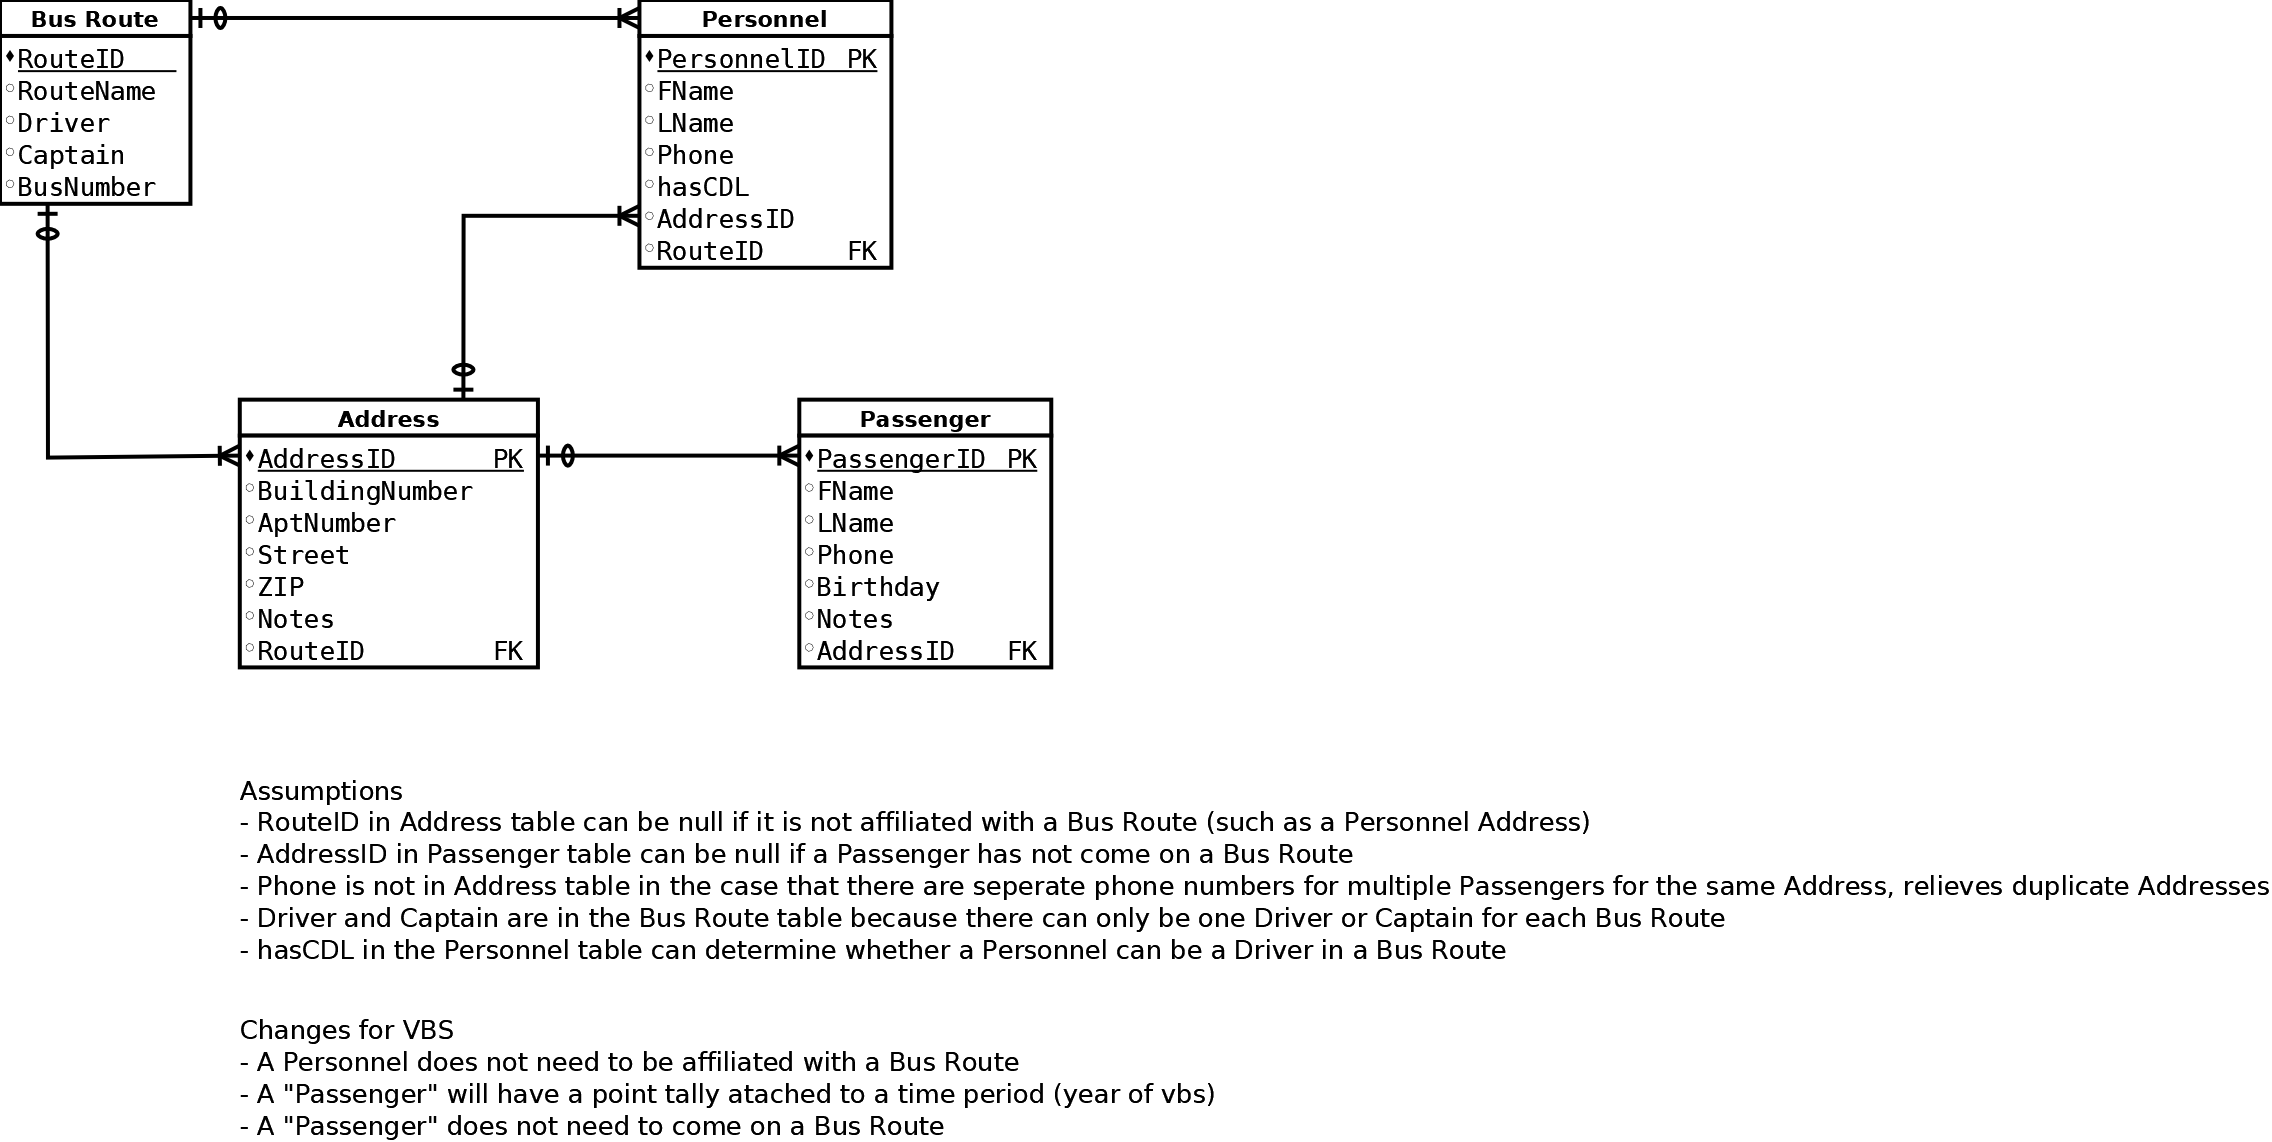 Bus Route
RouteID
RouteName
Driver
Captain
BusNumber
Personnel
PersonnelID PK
FName
LName
Phone
hasCDL
AddressID
RouteID FK
Address
AddressID PK
BuildingNumber
AptNumber
Street
ZIP
Notes
RouteID FK
Passenger
PassengerID PK
FName
LName
Phone
Birthday
Notes
AddressID FK
Assumptions
- RouteID in Address table can be null if it is not affiliated with a Bus Route (such as a Personnel Address)
- AddressID in Passenger table can be null if a Passenger has not come on a Bus Route
- Phone is not in Address table in the case that there are seperate phone numbers for multiple Passengers for the same Address, relieves duplicate Addresses
- Driver and Captain are in the Bus Route table because there can only be one Driver or Captain for each Bus Route
- hasCDL in the Personnel table can determine whether a Personnel can be a Driver in a Bus Route
Changes for VBS
- A Personnel does not need to be affiliated with a Bus Route
- A "Passenger" will have a point tally atached to a time period (year of vbs)
- A "Passenger" does not need to come on a Bus Route